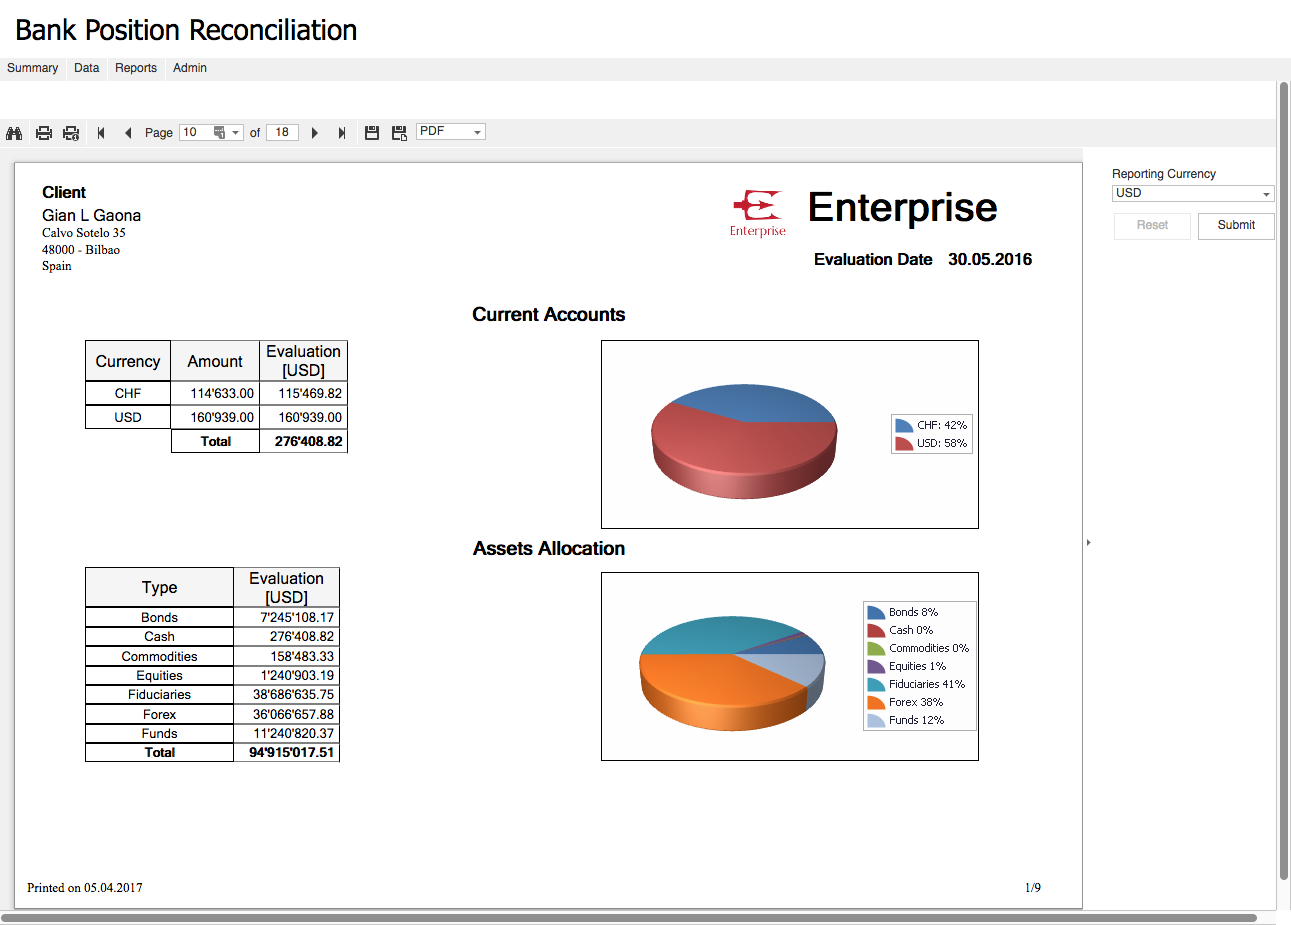 Bank Position Reconciliation
Summary Data Reports Admin
Page 10 of 18 PDF
Reporting Currency
USD
Reset Submit
Client
Gian L Gaona
Calvo Sotelo 35
48000 - Bilbao
Spain
Enterprise
Enterprise
Evaluation Date 30.05.2016
Current Accounts
Currency Amount Evaluation [USD]
CHF 114'633.00 115'469.82
USD 160'939.00 160'939.00
Total 276'408.82
CHF: 42%
USD: 58%
Assets Allocation
Type Evaluation [USD]
Bonds 7'245'108.17
Cash 276'408.82
Commodities 158'483.33
Equities 1'240'903.19
Fiduciaries 38'686'635.75
Forex 36'066'657.88
Funds 11'240'820.37
Total 94'915'017.51
Bonds 8%
Cash 0%
Commodities 0%
Equities 1%
Fiduciaries 41%
Forex 38%
Funds 12%
Printed on 05.04.2017
1/9